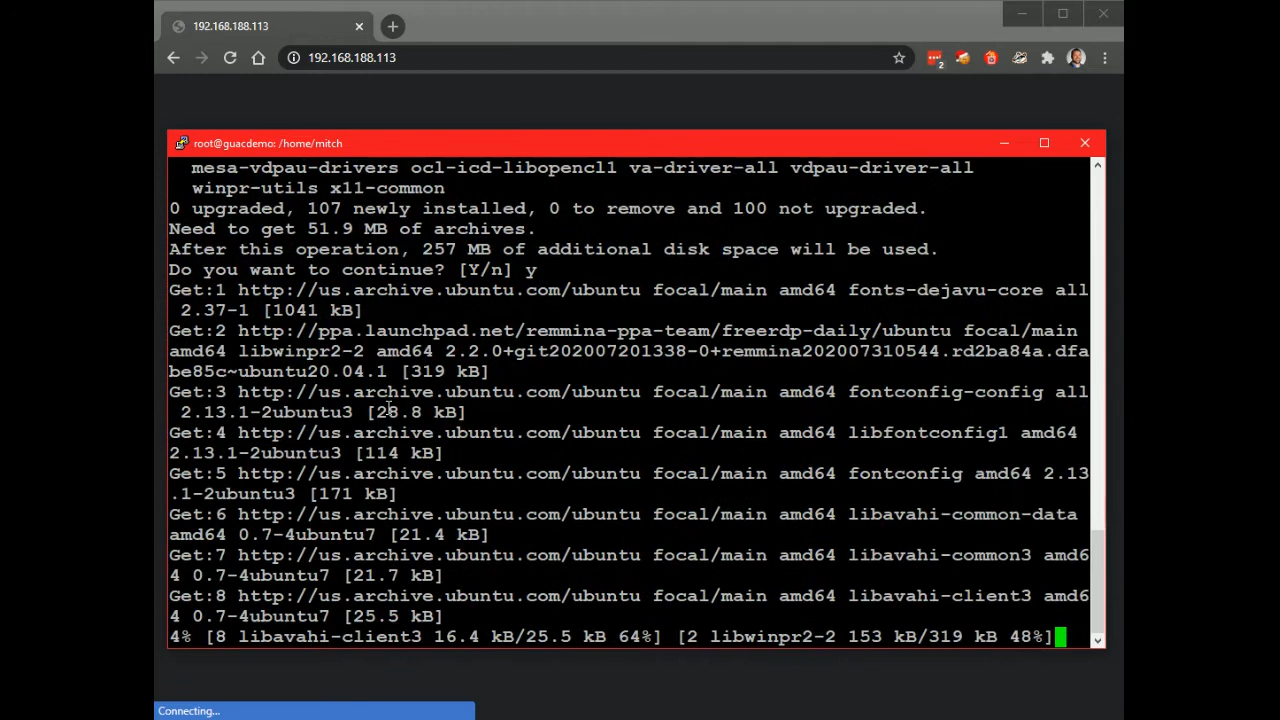 192.168.188.113
192.168.188.113
2
root@guacdemo: /home/mitch
mesa-vdpau-drivers ocl-icd-libopencl1 va-driver-all vdpau-driver-all
winpr-utils x11-common
0 upgraded, 107 newly installed, 0 to remove and 100 not upgraded.
Need to get 51.9 MB of archives.
After this operation, 257 MB of additional disk space will be used.
Do you want to continue? [Y/n] y
Get:1 http://us.archive.ubuntu.com/ubuntu focal/main amd64 fonts-dejavu-core all
2.37-1 [1041 kB]
Get:2 http://ppa.launchpad.net/remmina-ppa-team/freerdp-daily/ubuntu focal/main
amd64 libwinpr2-2 amd64 2.2.0+git202007201338-0+remmina202007310544.rd2ba84a.dfa
be85c~ubuntu20.04.1 [319 kB]
Get:3 http://us.archive.ubuntu.com/ubuntu focal/main amd64 fontconfig-config all
2.13.1-2ubuntu3 [28.8 kB]
Get:4 http://us.archive.ubuntu.com/ubuntu focal/main amd64 libfontconfig1 amd64
2.13.1-2ubuntu3 [114 kB]
Get:5 http://us.archive.ubuntu.com/ubuntu focal/main amd64 fontconfig amd64 2.13
.1-2ubuntu3 [171 kB]
Get:6 http://us.archive.ubuntu.com/ubuntu focal/main amd64 libavahi-common-data
amd64 0.7-4ubuntu7 [21.4 kB]
Get:7 http://us.archive.ubuntu.com/ubuntu focal/main amd64 libavahi-common3 amd6
4 0.7-4ubuntu7 [21.7 kB]
Get:8 http://us.archive.ubuntu.com/ubuntu focal/main amd64 libavahi-client3 amd6
4 0.7-4ubuntu7 [25.5 kB]
4% [8 libavahi-client3 16.4 kB/25.5 kB 64%] [2 libwinpr2-2 153 kB/319 kB 48%]
Connecting...